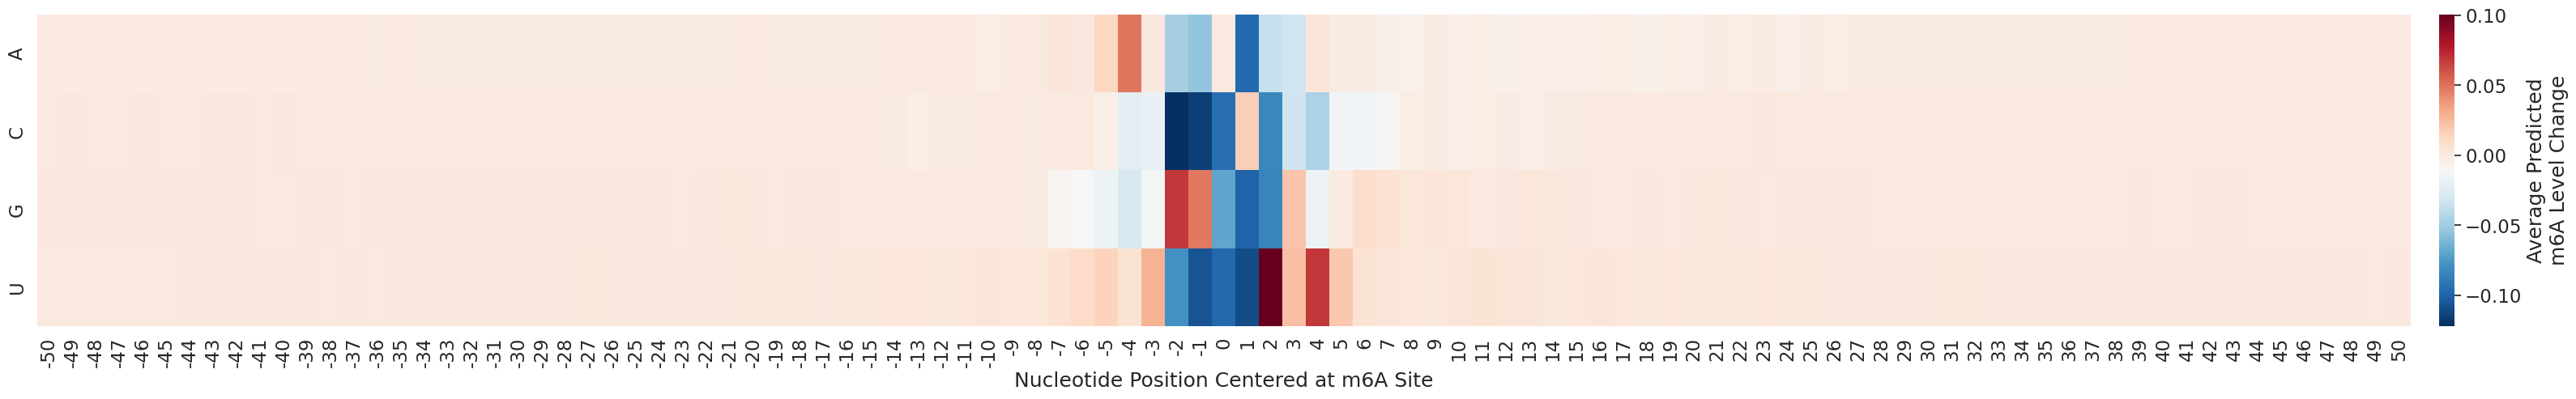 A
C
G
U
-50 -49 -48 -47 -46 -45 -44 -43 -42 -41 -40 -39 -38 -37 -36 -35 -34 -33 -32 -31 -30 -29 -28 -27 -26 -25 -24 -23 -22 -21 -20 -19 -18 -17 -16 -15 -14 -13 -12 -11 -10 -9 -8 -7 -6 -5 -4 -3 -2 -1 0 1 2 3 4 5 6 7 8 9 10 11 12 13 14 15 16 17 18 19 20 21 22 23 24 25 26 27 28 29 30 31 32 33 34 35 36 37 38 39 40 41 42 43 44 45 46 47 48 49 50
Nucleotide Position Centered at m6A Site
0.10
0.05
0.00
−0.05
−0.10
Average Predicted
m6A Level Change